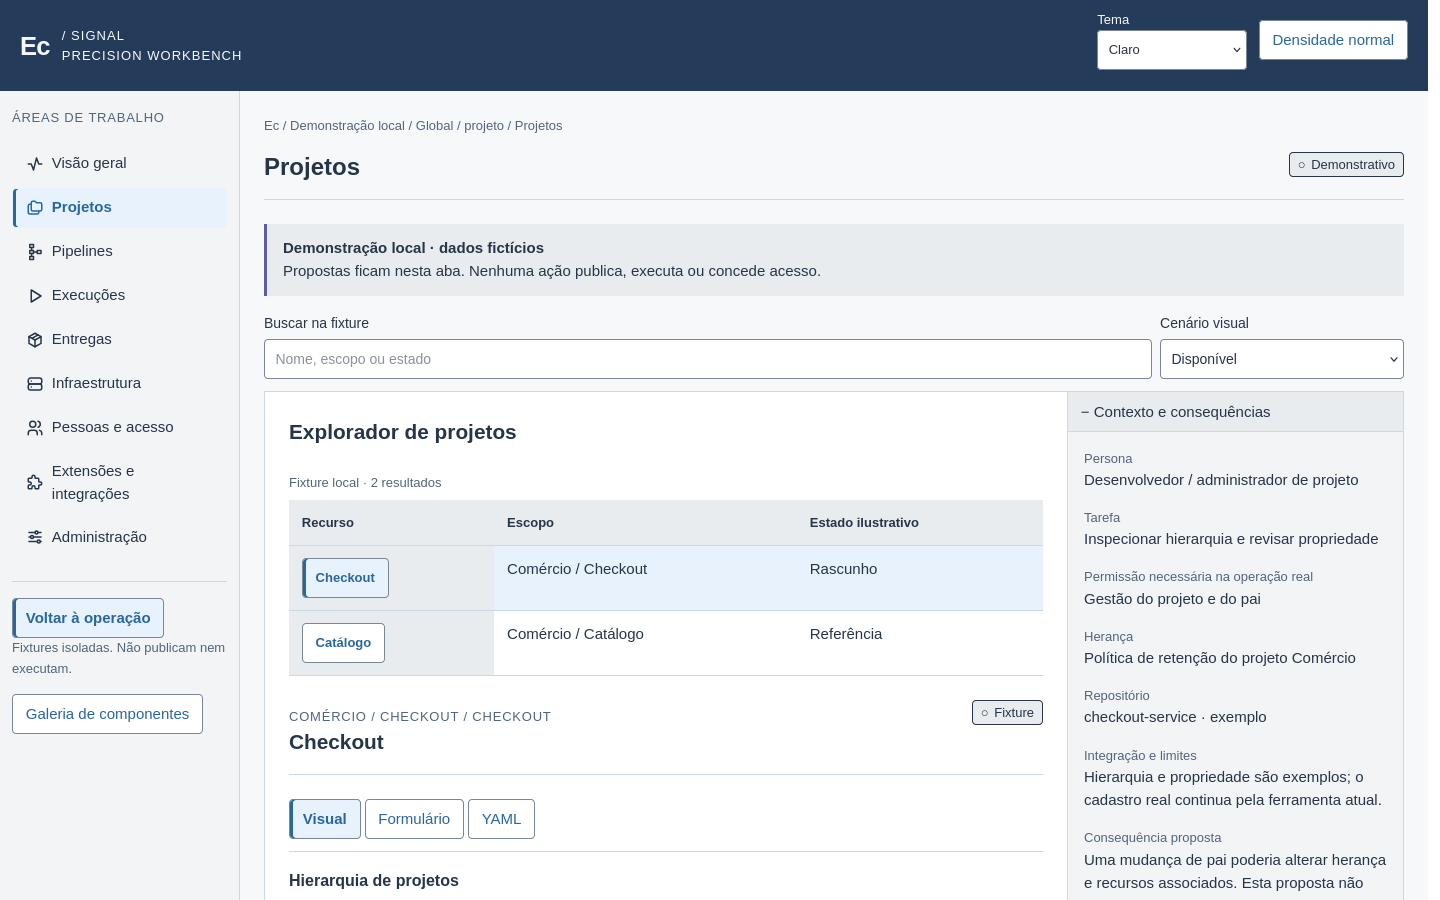 Ec
/ SIGNAL
PRECISION WORKBENCH
Tema
Claro
Densidade normal
ÁREAS DE TRABALHO
Visão geral
Projetos
Pipelines
Execuções
Entregas
Infraestrutura
Pessoas e acesso
Extensões e
integrações
Administração
Voltar à operação
Fixtures isoladas. Não publicam nem
executam.
Galeria de componentes
Ec / Demonstração local / Global / projeto / Projetos
Projetos
○ Demonstrativo
Demonstração local · dados fictícios
Propostas ficam nesta aba. Nenhuma ação publica, executa ou concede acesso.
Buscar na fixture
Nome, escopo ou estado
Cenário visual
Disponível
Explorador de projetos
Fixture local · 2 resultados
Recurso Escopo Estado ilustrativo
Checkout Comércio / Checkout Rascunho
Catálogo Comércio / Catálogo Referência
COMÉRCIO / CHECKOUT / CHECKOUT
Checkout
○ Fixture
Visual Formulário YAML
Hierarquia de projetos
− Contexto e consequências
Persona
Desenvolvedor / administrador de projeto
Tarefa
Inspecionar hierarquia e revisar propriedade
Permissão necessária na operação real
Gestão do projeto e do pai
Herança
Política de retenção do projeto Comércio
Repositório
checkout-service · exemplo
Integração e limites
Hierarquia e propriedade são exemplos; o
cadastro real continua pela ferramenta atual.
Consequência proposta
Uma mudança de pai poderia alterar herança
e recursos associados. Esta proposta não